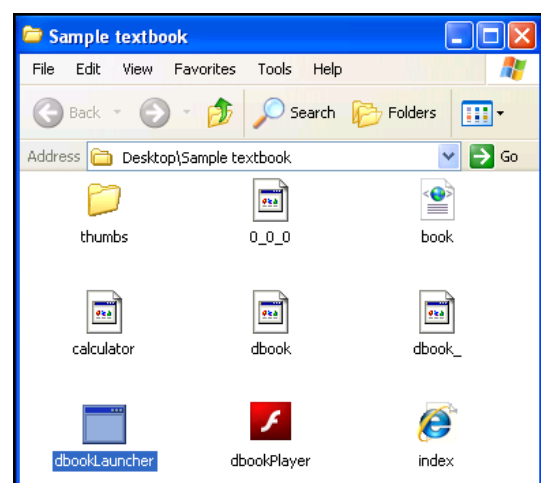 Sample textbook
File Edit View Favorites Tools Help
Back Search Folders
Address Desktop\Sample textbook Go
thumbs 0_0_0 book
calculator dbook dbook_
dbookLauncher dbookPlayer index